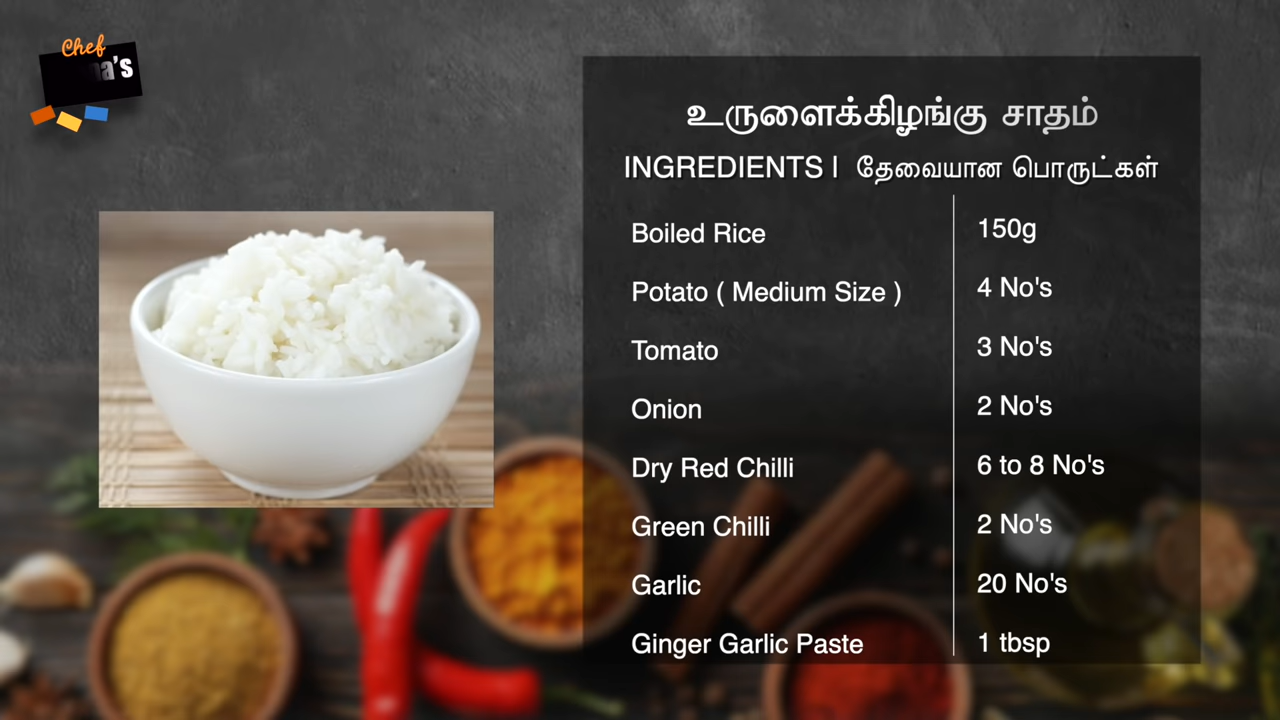 Chef
உருளைக்கிழங்கு சாதம்
INGREDIENTS | தேவையான பொருட்கள்
Boiled Rice 150g
Potato ( Medium Size ) 4 No's
Tomato 3 No's
Onion 2 No's
Dry Red Chilli 6 to 8 No's
Green Chilli 2 No's
Garlic 20 No's
Ginger Garlic Paste 1 tbsp